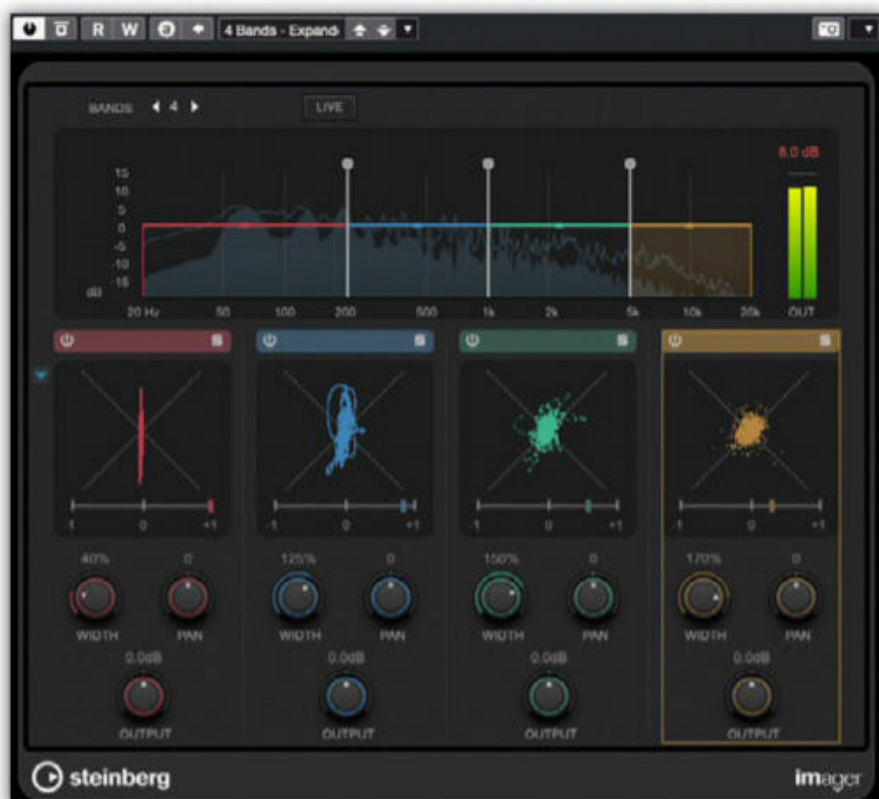 R W 4 Bands - Expand
BANDS 4 LIVE
8.0 dB
15
10
5
0
-5
-10
-15
dB
20 Hz 50 100 200 500 1k 2k 5k 10k 20k OUT
S S S S
-1 0 +1 -1 0 +1 -1 0 +1 -1 0 +1
40% 0 125% 0 150% 0 170% 0
WIDTH PAN WIDTH PAN WIDTH PAN WIDTH PAN
0.0dB 0.0dB 0.0dB 0.0dB
OUTPUT OUTPUT OUTPUT OUTPUT
steinberg imager